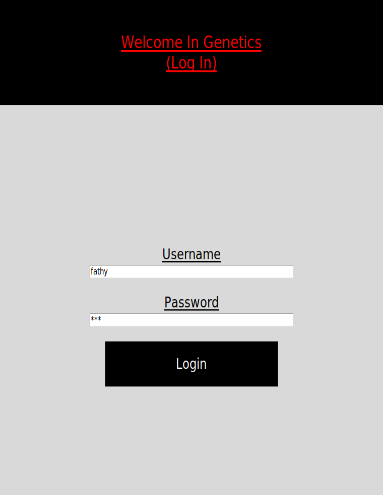 Welcome In Genetics
(Log In)
Username
fathy
Password
***
Login